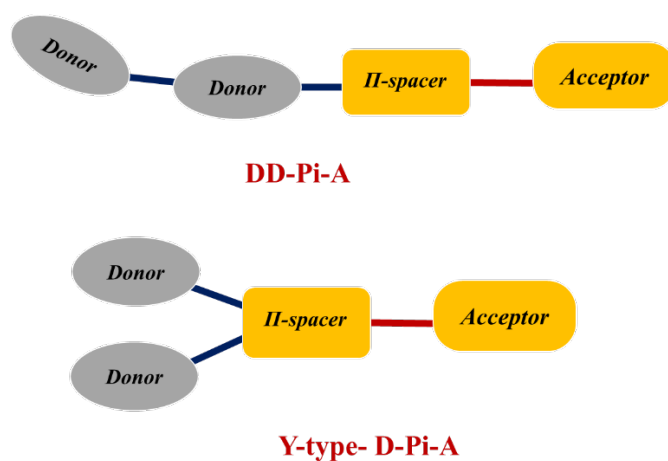 Donor
Donor
Π-spacer
Acceptor
DD-Pi-A
Donor
Π-spacer
Acceptor
Donor
Y-type- D-Pi-A